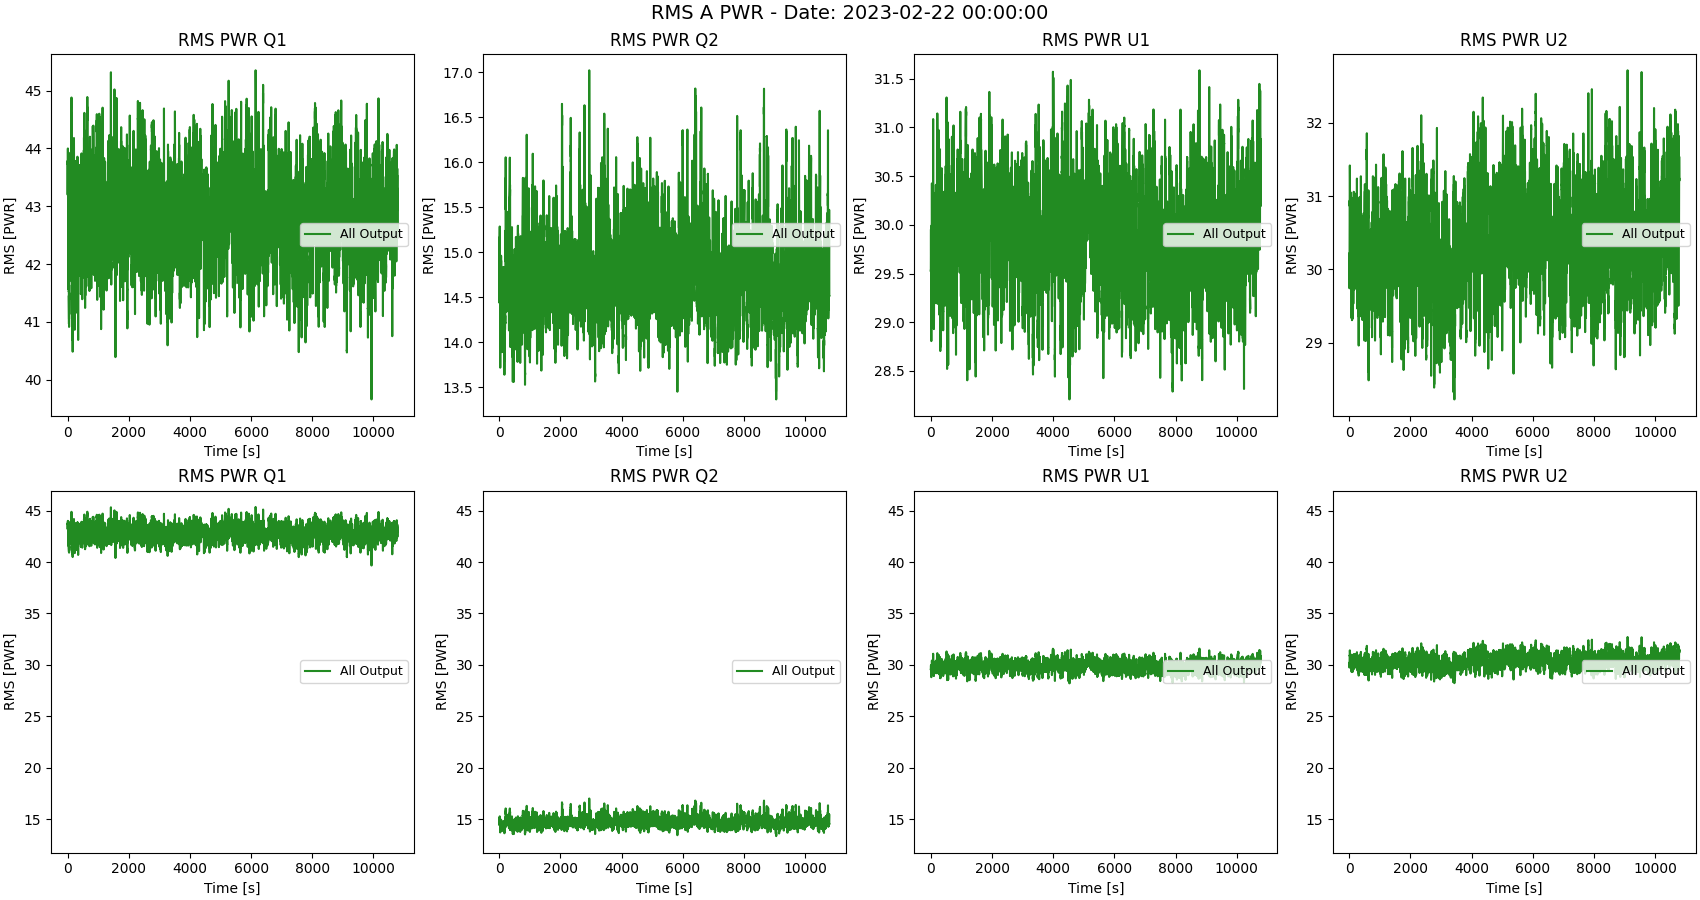 RMS A PWR - Date: 2023-02-22 00:00:00
RMS PWR Q1
RMS [PWR]
45
44
43
42
41
40
All Output
0 2000 4000 6000 8000 10000
Time [s]
RMS PWR Q2
RMS [PWR]
17.0
16.5
16.0
15.5
15.0
14.5
14.0
13.5
All Output
0 2000 4000 6000 8000 10000
Time [s]
RMS PWR U1
RMS [PWR]
31.5
31.0
30.5
30.0
29.5
29.0
28.5
All Output
0 2000 4000 6000 8000 10000
Time [s]
RMS PWR U2
RMS [PWR]
32
31
30
29
All Output
0 2000 4000 6000 8000 10000
Time [s]
RMS PWR Q1
RMS [PWR]
45
40
35
30
25
20
15
All Output
0 2000 4000 6000 8000 10000
Time [s]
RMS PWR Q2
RMS [PWR]
45
40
35
30
25
20
15
All Output
0 2000 4000 6000 8000 10000
Time [s]
RMS PWR U1
RMS [PWR]
45
40
35
30
25
20
15
All Output
0 2000 4000 6000 8000 10000
Time [s]
RMS PWR U2
RMS [PWR]
45
40
35
30
25
20
15
All Output
0 2000 4000 6000 8000 10000
Time [s]